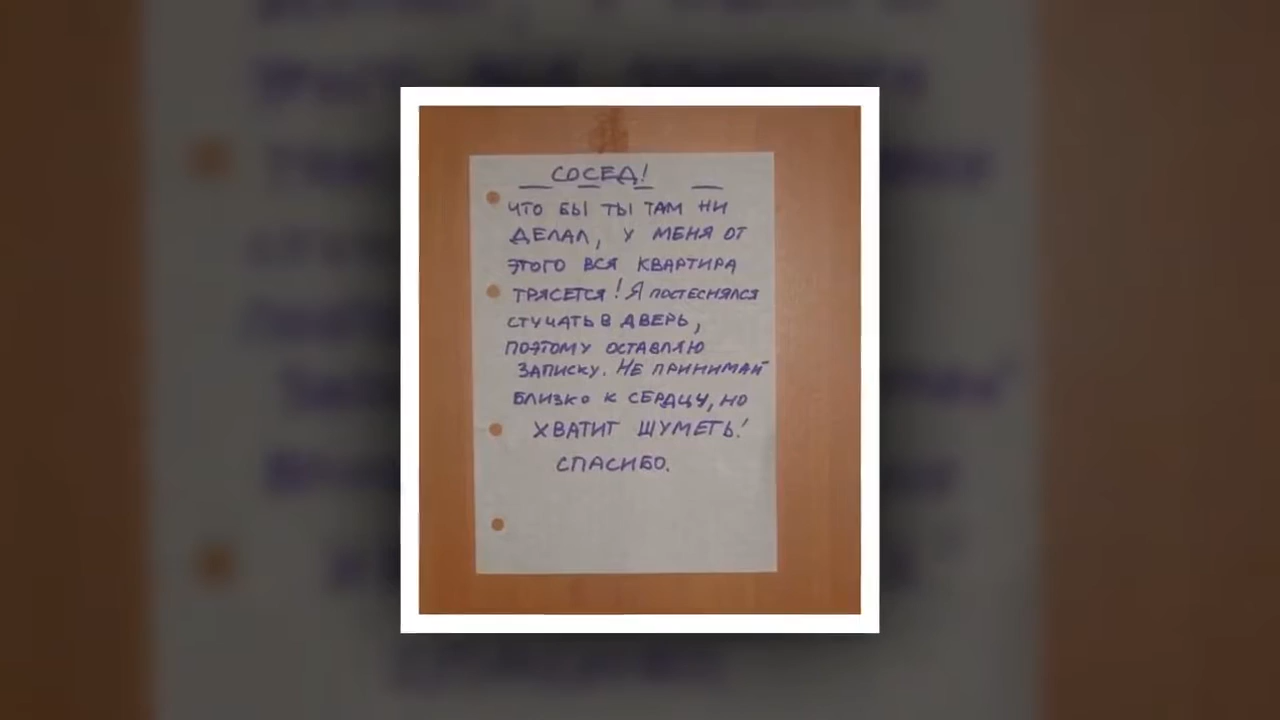 СОСЕД!
ЧТО БЫ ТЫ ТАМ НИ
ДЕЛАЛ, У МЕНЯ ОТ
ЭТОГО ВСЯ КВАРТИРА
ТРЯСЕТСЯ! Я ПОСТЕСНЯЛСЯ
СТУЧАТЬ В ДВЕРЬ,
ПОЭТОМУ ОСТАВЛЯЮ
ЗАПИСКУ. НЕ ПРИНИМАЙ
БЛИЗКО К СЕРДЦУ, НО
ХВАТИТ ШУМЕТЬ!
СПАСИБО.